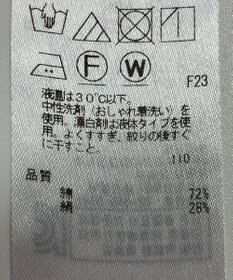 F
W
F23
液温は30℃以下、
中性洗剤(おしゃれ着洗い)を
使用。漂白剤は液体タイプを使
用。よくすすぎ、絞りの後すぐ
に干すこと。
110
品質
綿 72%
絹 28%